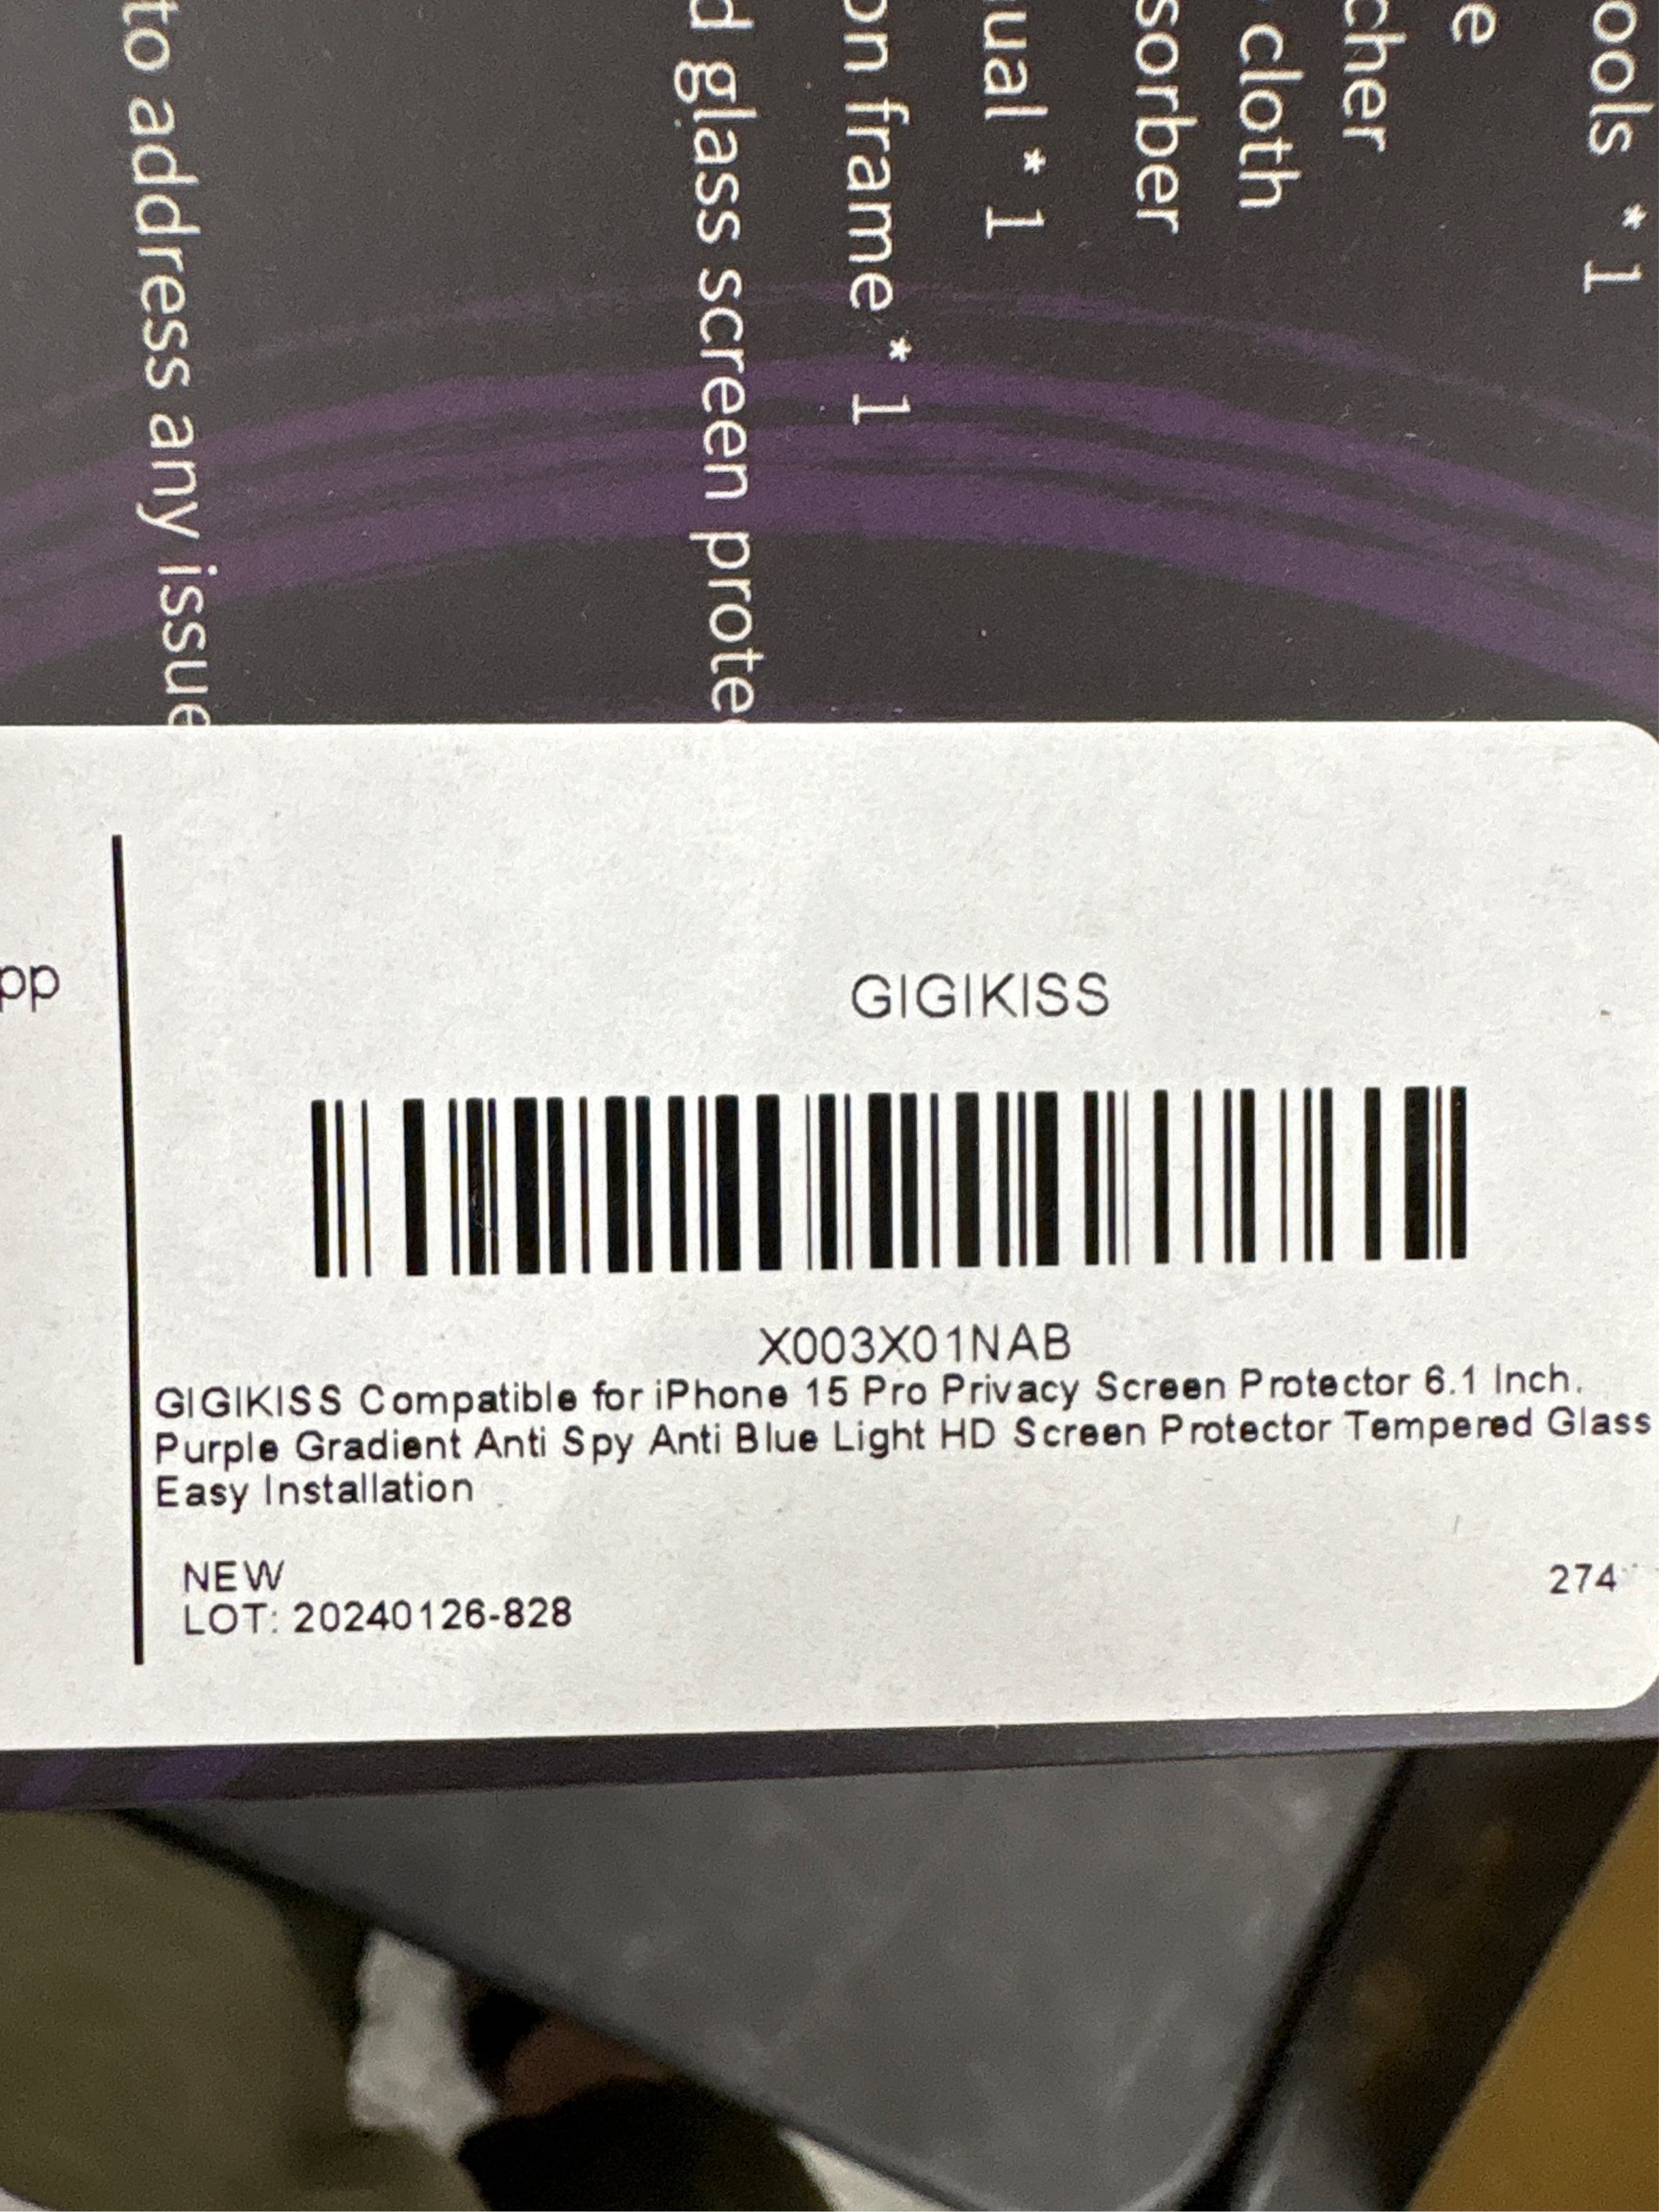 ools * 1
e
cher
cloth
sorber
ual * 1
on frame * 1
d glass screen prote
to address any issue
pp
GIGIKISS
X003X01NAB
GIGIKISS Compatible for iPhone 15 Pro Privacy Screen Protector 6.1 Inch,
Purple Gradient Anti Spy Anti Blue Light HD Screen Protector Tempered Glass
Easy Installation
NEW
274
LOT: 20240126-828